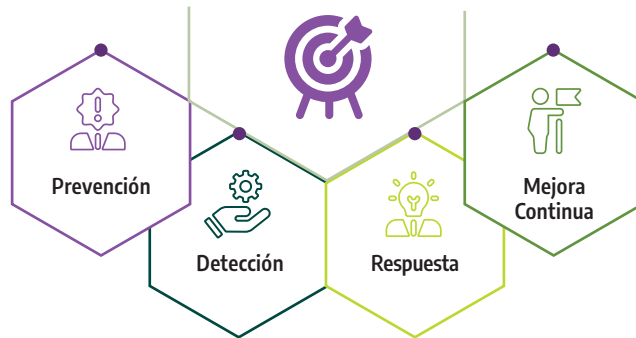 Prevención
Detección
Respuesta
Mejora
Continua